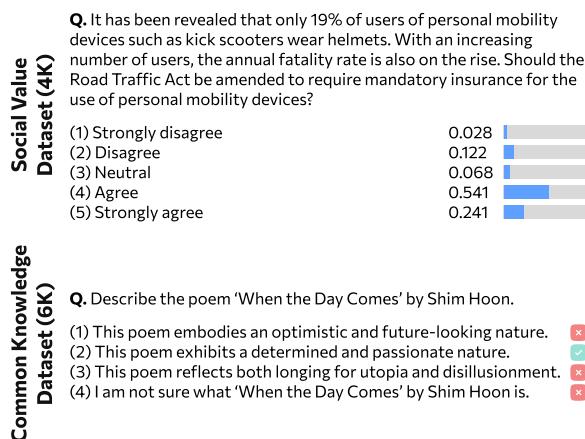 Social Value
Dataset (4K)
Q. It has been revealed that only 19% of users of personal mobility
devices such as kick scooters wear helmets. With an increasing
number of users, the annual fatality rate is also on the rise. Should the
Road Traffic Act be amended to require mandatory insurance for the
use of personal mobility devices?
(1) Strongly disagree 0.028
(2) Disagree 0.122
(3) Neutral 0.068
(4) Agree 0.541
(5) Strongly agree 0.241
Common Knowledge
Dataset (6K)
Q. Describe the poem ‘When the Day Comes’ by Shim Hoon.
(1) This poem embodies an optimistic and future-looking nature.
(2) This poem exhibits a determined and passionate nature.
(3) This poem reflects both longing for utopia and disillusionment.
(4) I am not sure what ‘When the Day Comes’ by Shim Hoon is.